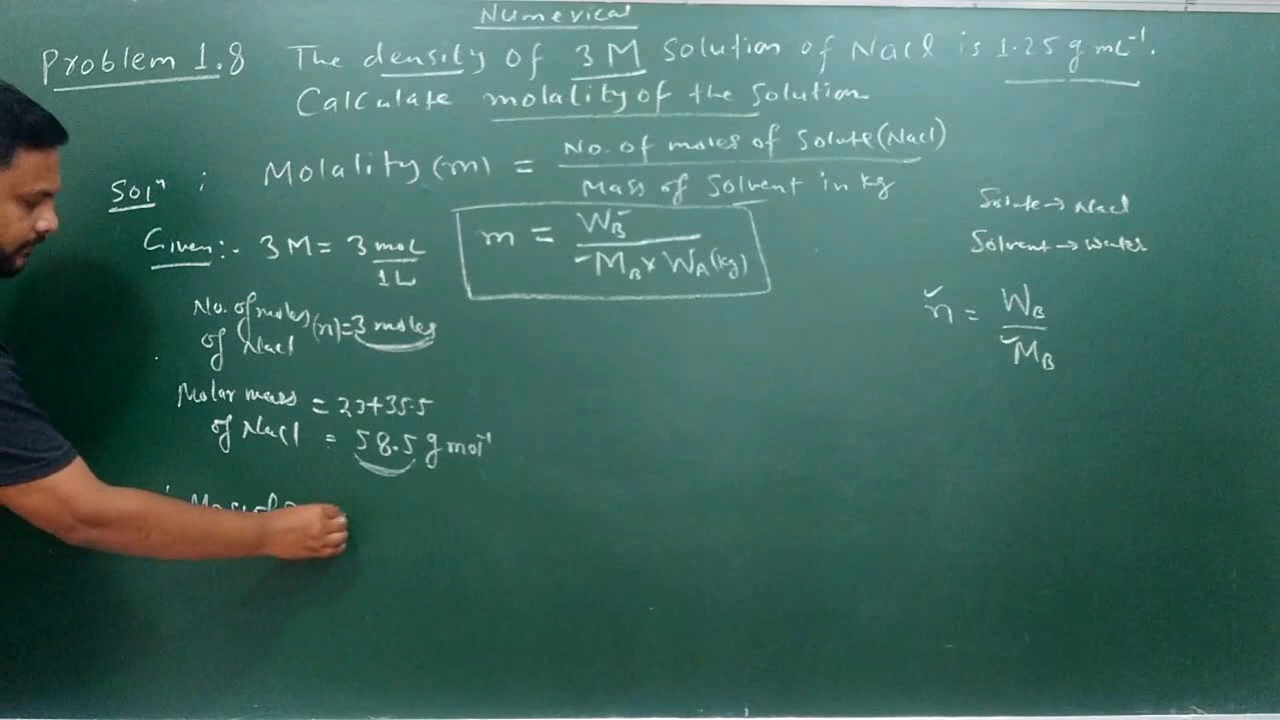 Numerical
Problem 1.8 The density of 3 M Solution of Nacl is 1.25 g mL⁻¹.
Calculate molality of the solution
Solⁿ : Molality (m) = No. of moles of Solute (Nacl)
Mass of Solvent in kg
Solute → Nacl
Solvent → Water
Given :- 3 M = 3 mol
1L
m = W_B
M_B × W_A (kg)
n = W_B
M_B
No. of moles of Nacl (n) = 3 moles
Molar mass of Nacl = 23+35.5
= 58.5 g mol⁻¹
Mass of